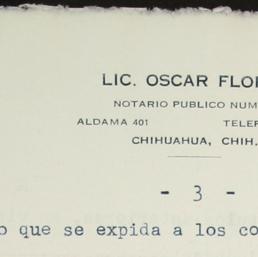 LIC. OSCAR FLOR
NOTARIO PUBLICO NUM
ALDAMA 401 TELEF
CHIHUAHUA, CHIH.
- 3 -
o que se expida a los co